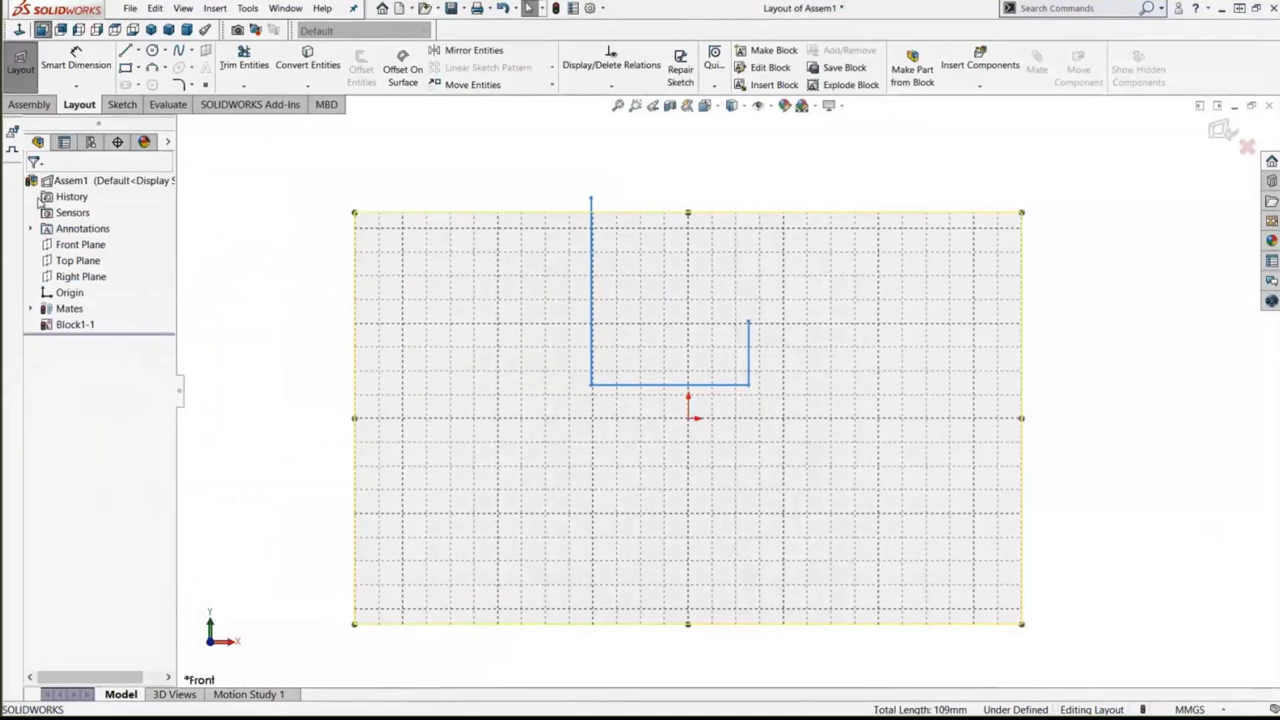 SOLIDWORKS File Edit View Insert Tools Window Help Layout of Assem1 * Search Commands
Default
Layout Smart Dimension Trim Entities Convert Entities Offset Entities Offset On Surface Mirror Entities Linear Sketch Pattern Move Entities Display/Delete Relations Repair Sketch Qui... Make Block Edit Block Insert Block Add/Remove Save Block Explode Block Make Part from Block Insert Components Mate Move Component Show Hidden Components
Assembly Layout Sketch Evaluate SOLIDWORKS Add-Ins MBD
Assem1 (Default<Display S
History
Sensors
Annotations
Front Plane
Top Plane
Right Plane
Origin
Mates
Block1-1
Y
X
*Front
Model 3D Views Motion Study 1
SOLIDWORKS Total Length: 109mm Under Defined Editing Layout MMGS